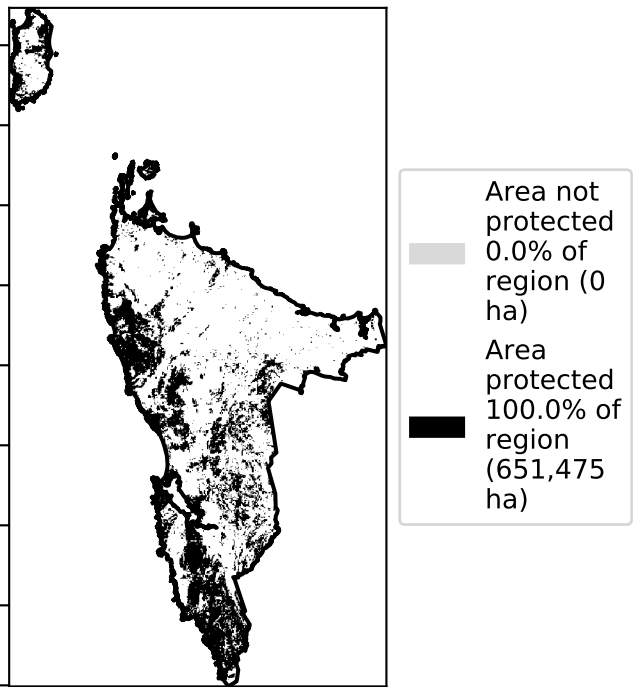 Area not
protected
0.0% of
region (0
ha)
Area
protected
100.0% of
region
(651,475
ha)